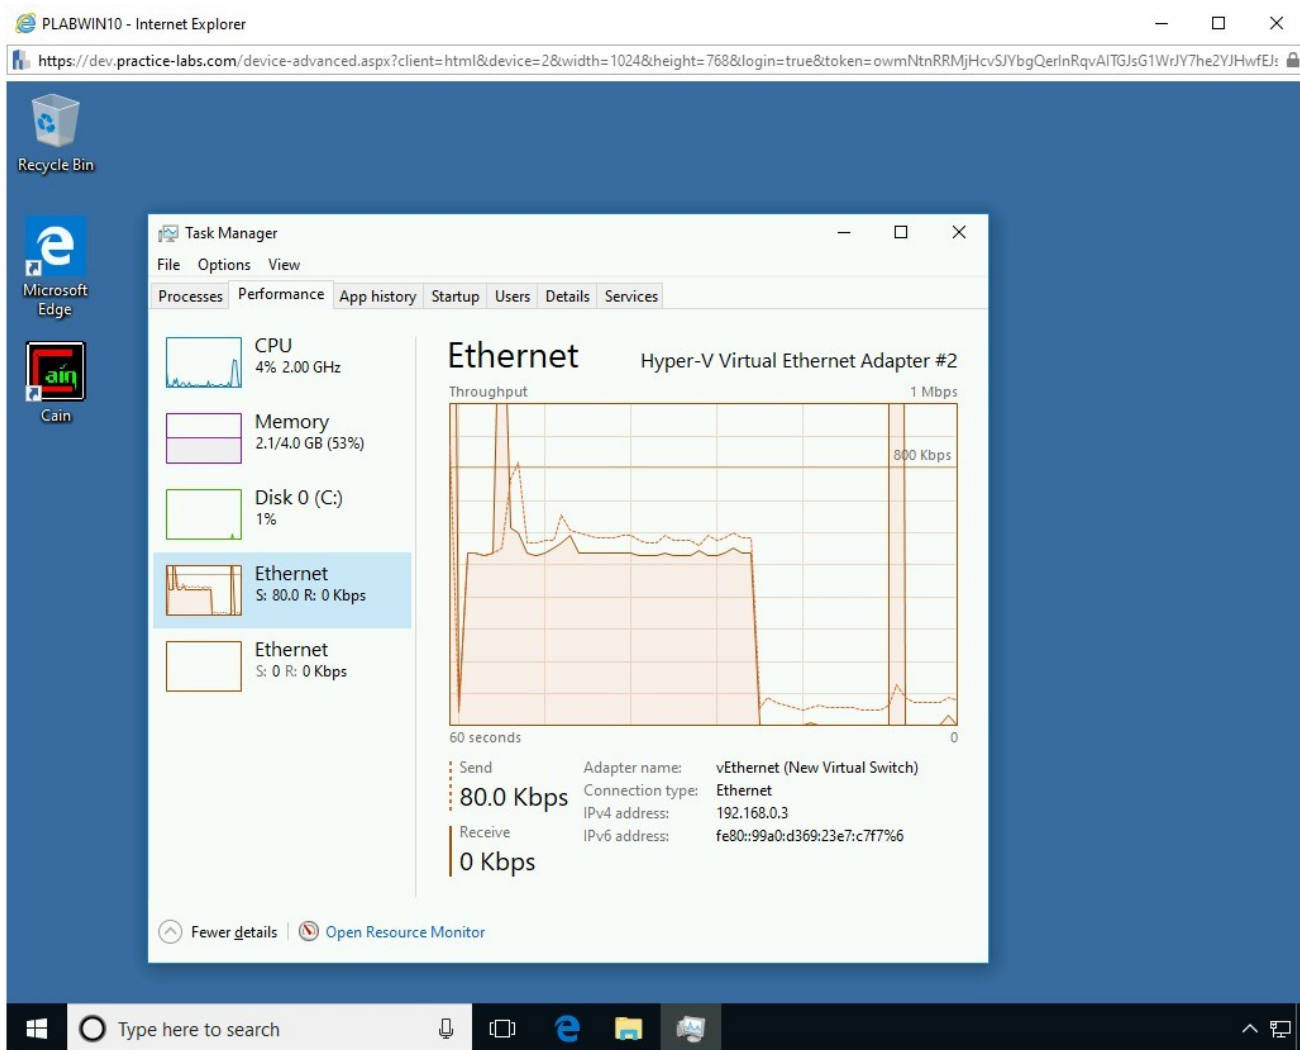 PLABWIN10 - Internet Explorer
https://dev.practice-labs.com/device-advanced.aspx?client=html&device=2&width=1024&height=768&login=true&token=
Recycle Bin
Microsoft
Edge
aín
Cain
Task Manager
File Options View
Processes Performance App history Startup Users Details Services
CPU
4% 2.00 GHz
Memory
2.1/4.0 GB (53%)
Disk 0 (C:)
1%
Ethernet
S: 80.0 R: 0 Kbps
Ethernet
S: 0 R: 0 Kbps
Ethernet Hyper-V Virtual Ethernet Adapter #2
Throughput 1 Mbps
800 Kbps
60 seconds 0
Send
80.0 Kbps
Receive
0 Kbps
Adapter name: vEthernet (New Virtual Switch)
Connection type: Ethernet
IPv4 address: 192.168.0.3
IPv6 address: fe80::99a0:d369:23e7:c7f7%6
Fewer details Open Resource Monitor
Type here to search